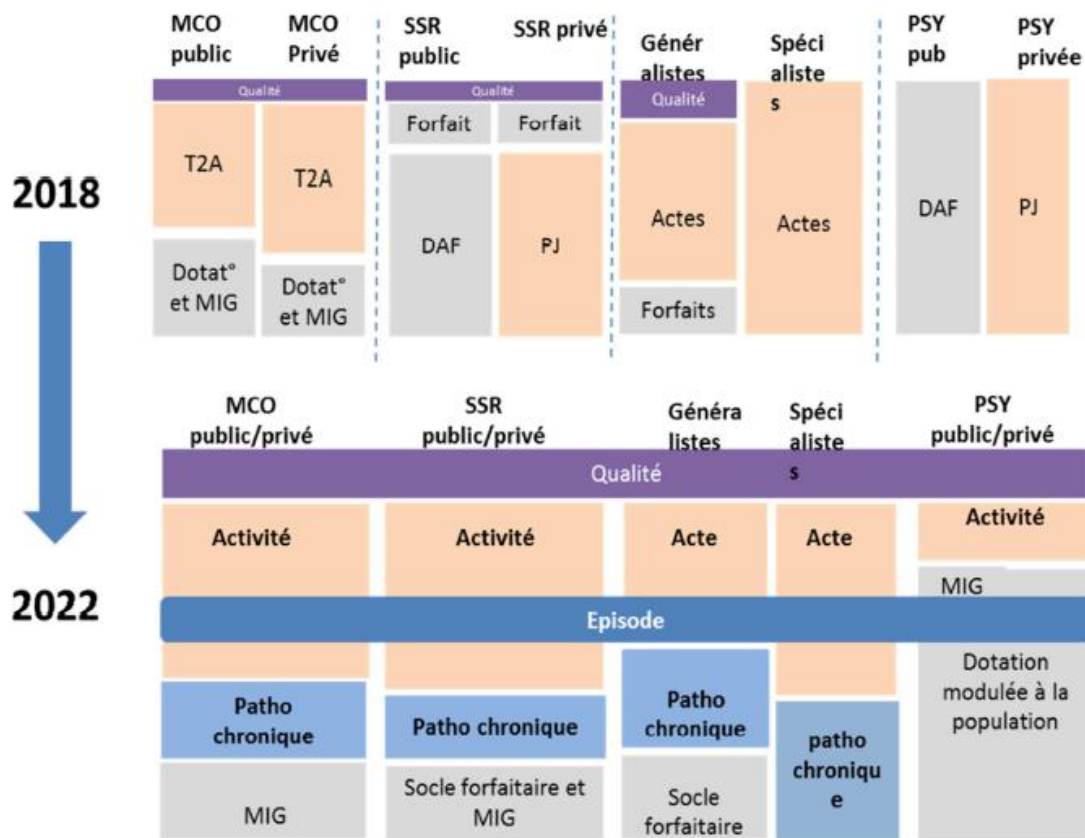 MCO
public
MCO
Privé
SSR
public
SSR privé
Génér
alistes
Spéci
aliste
s
PSY
pub
PSY
privée
2018
Qualité
T2A
Dotat°
et MIG
T2A
Dotat°
et MIG
Qualité
Forfait
DAF
Forfait
PJ
Qualité
Actes
Forfaits
Actes
DAF
PJ
2022
MCO
public/privé
SSR
public/privé
Généra
listes
Spéci
aliste
s
PSY
public/privé
Qualité
Activité
Activité
Acte
Acte
Activité
MIG
Episode
Patho
chronique
Patho chronique
Patho
chronique
patho
chroniqu
e
Dotation
modulée à la
population
MIG
Socle forfaitaire et
MIG
Socle
forfaitaire